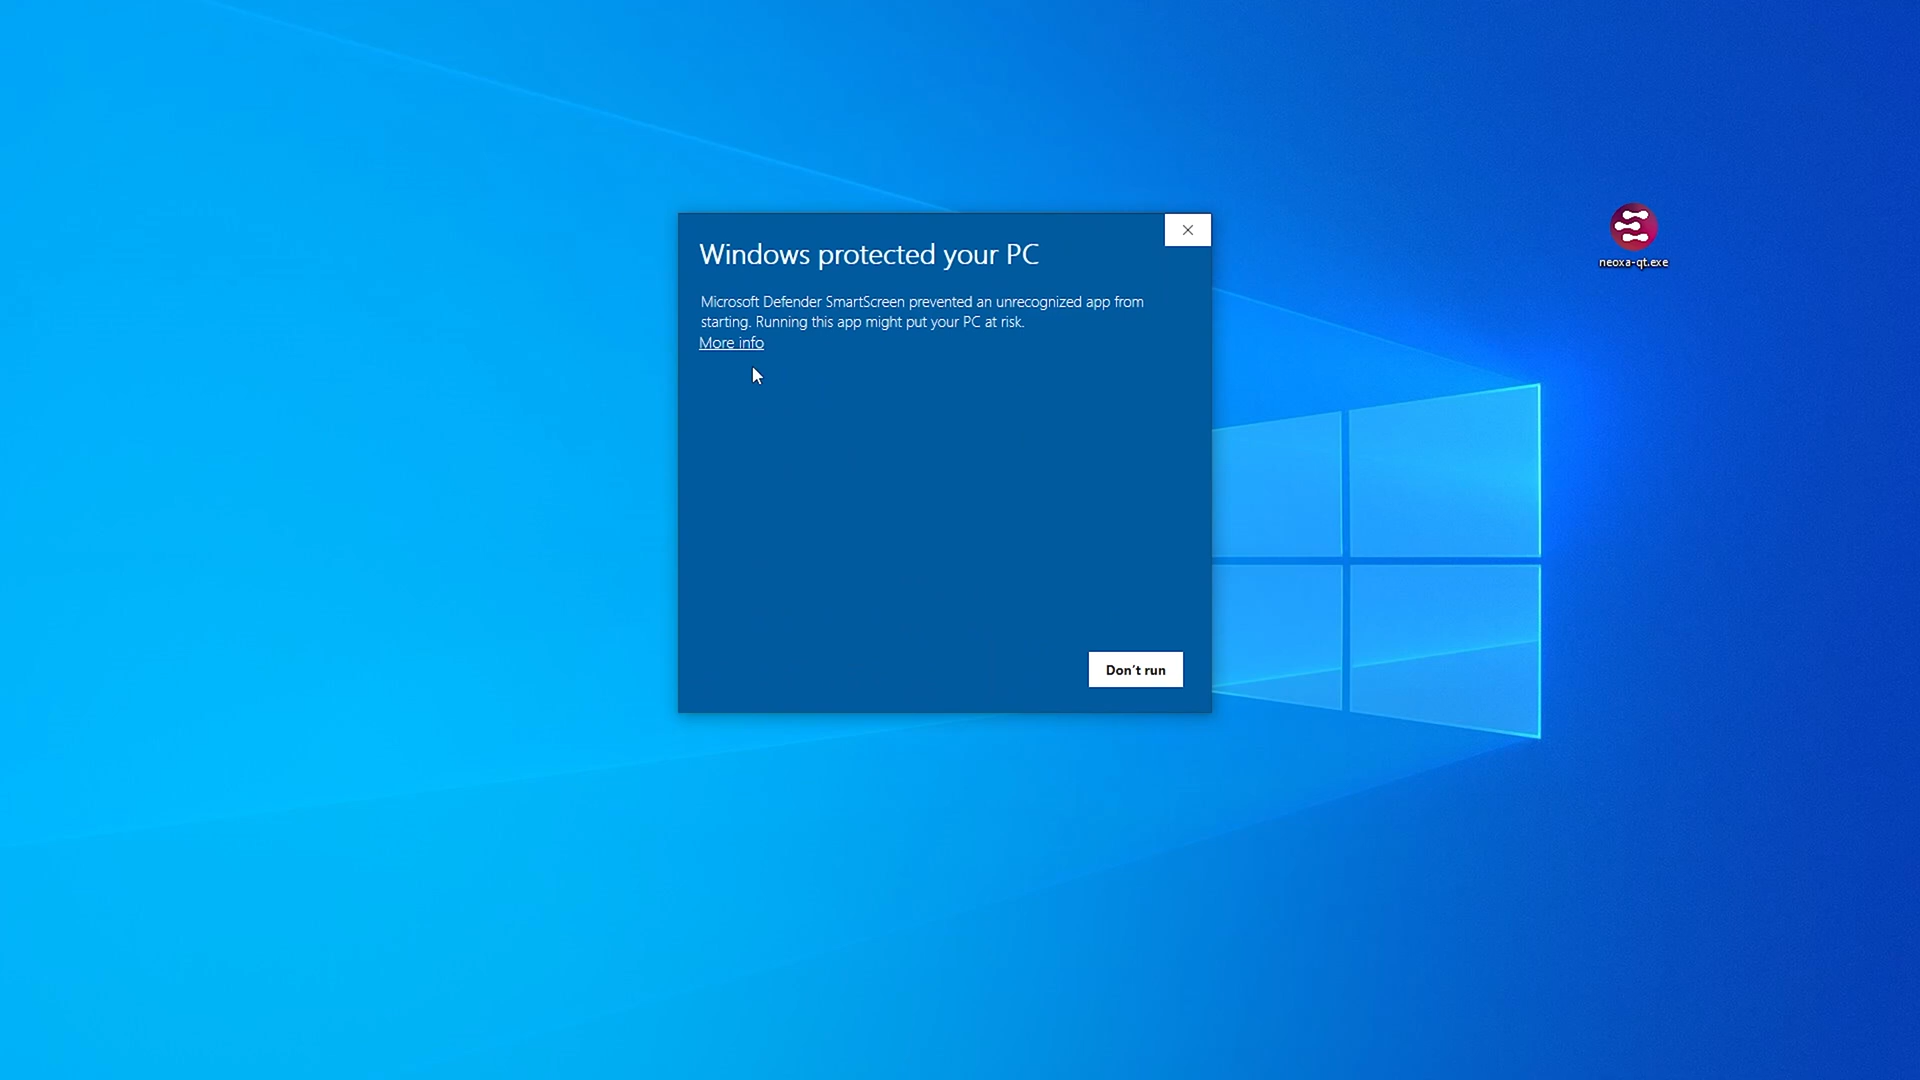 Windows protected your PC
Microsoft Defender SmartScreen prevented an unrecognized app from
starting. Running this app might put your PC at risk.
More info
Don't run
neoxa-qt.exe